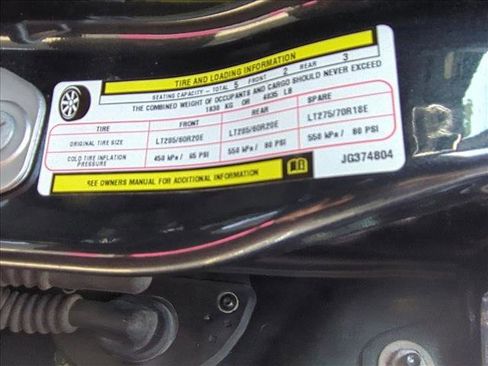 TIRE AND LOADING INFORMATION
SEATING CAPACITY - TOTAL 5 FRONT 2 REAR 3
THE COMBINED WEIGHT OF OCCUPANTS AND CARGO SHOULD NEVER EXCEED
1838 KG OR 4035 LB
TIRE FRONT REAR SPARE
ORIGINAL TIRE SIZE LT285/60R20E LT285/60R20E LT275/70R18E
COLD TIRE INFLATION PRESSURE 450 kPa / 65 PSI 550 kPa / 80 PSI 550 kPa / 80 PSI
SEE OWNERS MANUAL FOR ADDITIONAL INFORMATION
JG374804